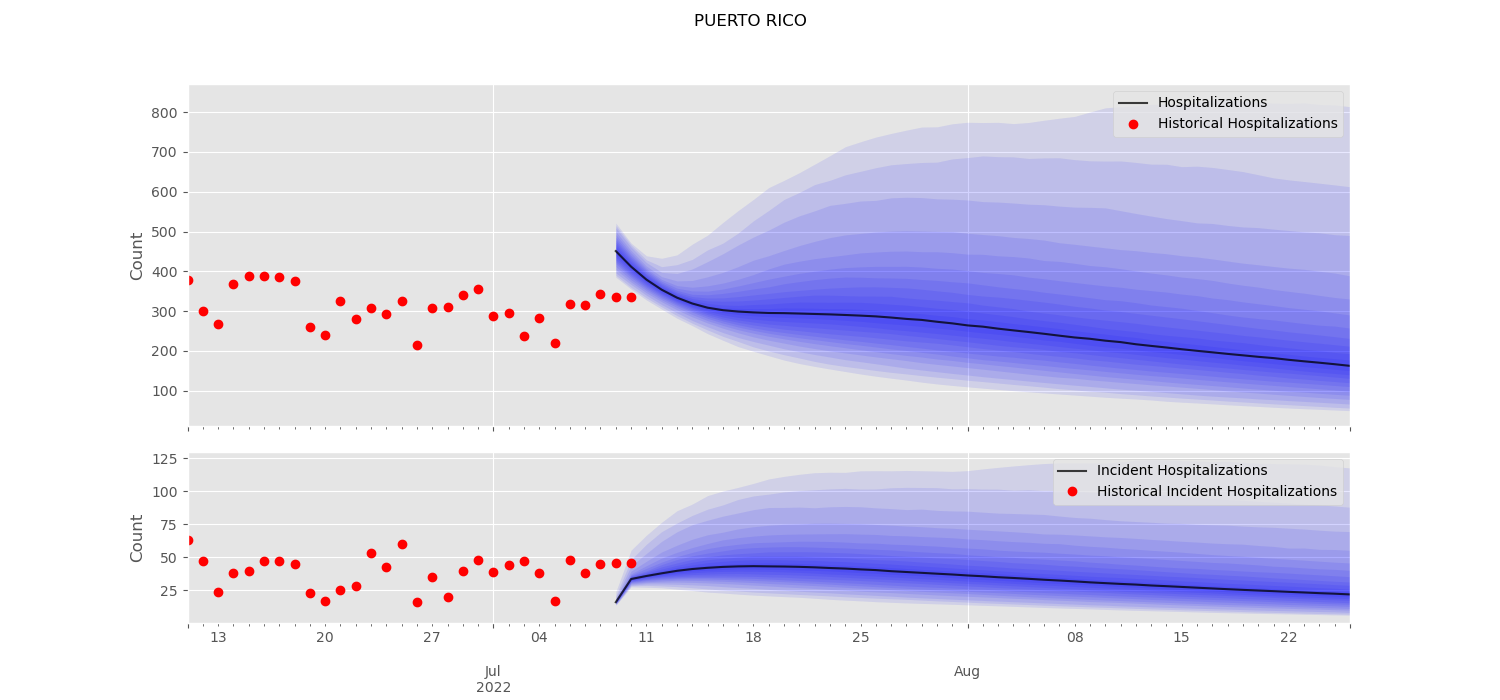 PUERTO RICO
Hospitalizations
Historical Hospitalizations
Count
800
700
600
500
400
300
200
100
Incident Hospitalizations
Historical Incident Hospitalizations
Count
125
100
75
50
25
13 20 27 04 11 18 25 08 15 22
Jul Aug
2022